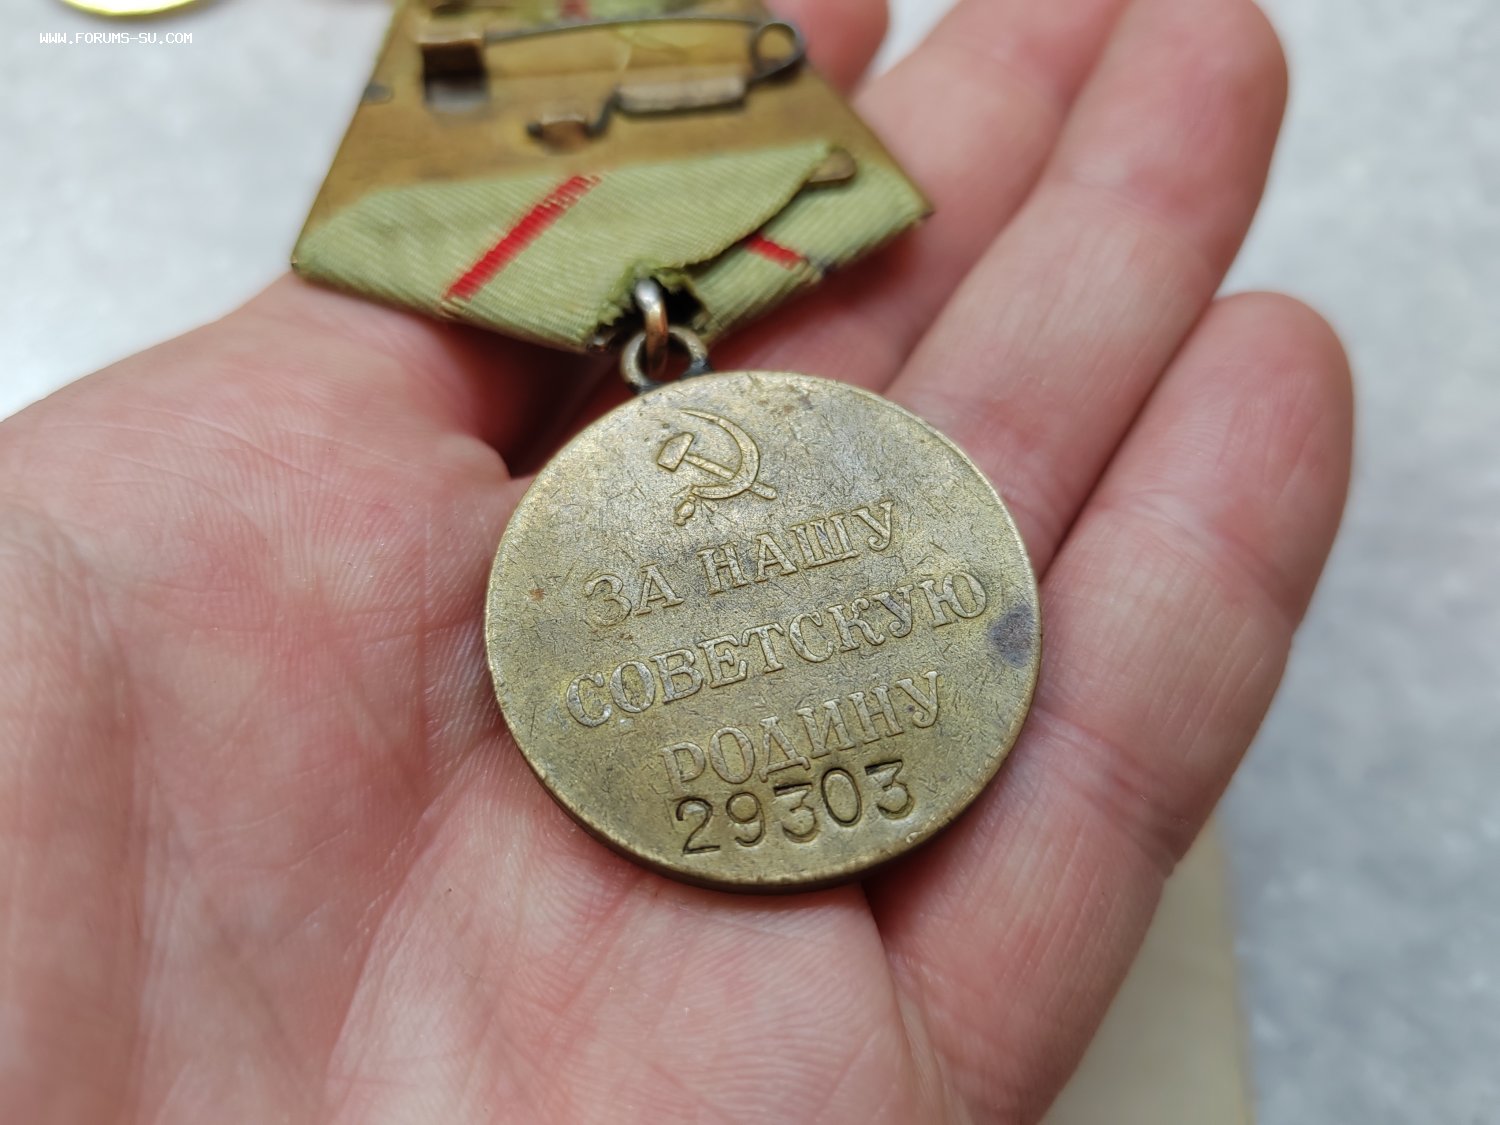 WWW.FORUMS-SU.COM
ЗА НАШУ
СОВЕТСКУЮ
РОДИНУ
29303